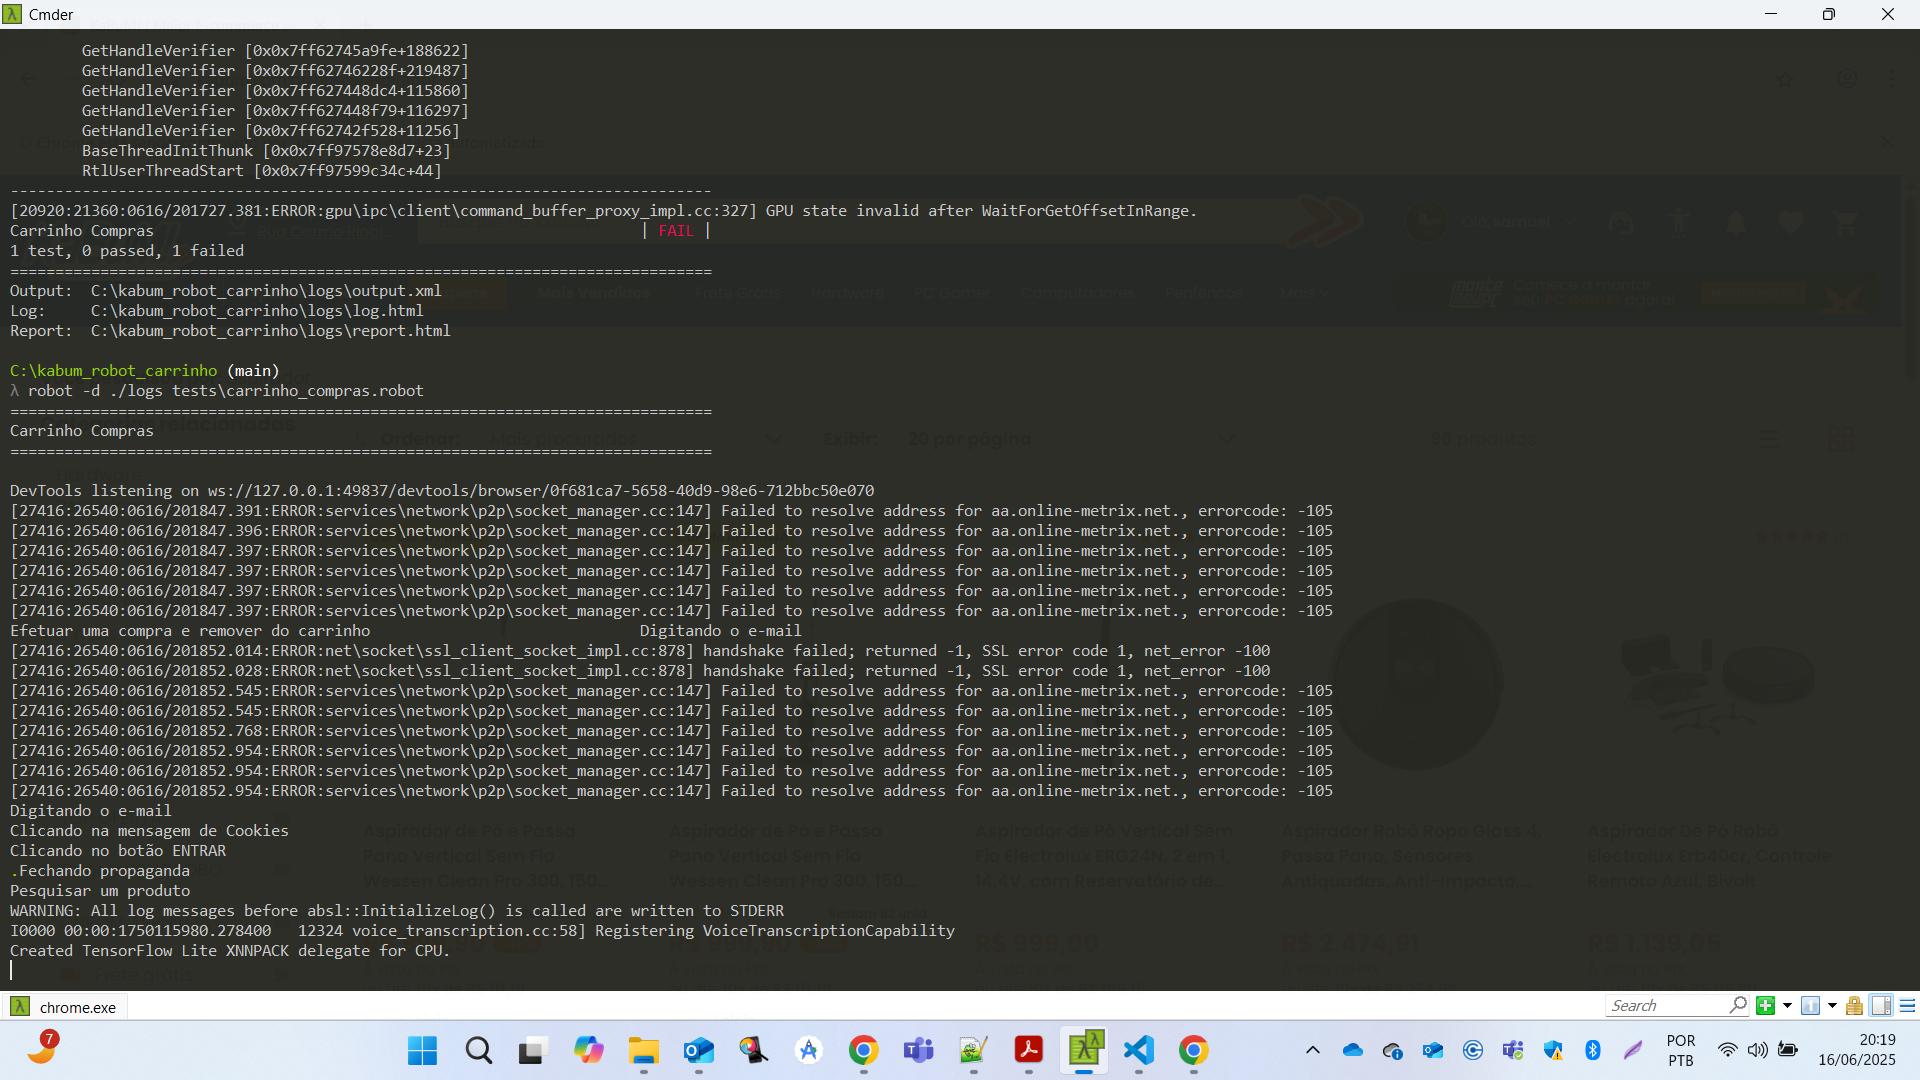 Cmder
GetHandleVerifier [0x0x7ff62745a9fe+188622]
GetHandleVerifier [0x0x7ff62746228f+219487]
GetHandleVerifier [0x0x7ff627448dc4+115860]
GetHandleVerifier [0x0x7ff627448f79+116297]
GetHandleVerifier [0x0x7ff62742f528+11256]
BaseThreadInitThunk [0x0x7ff97578e8d7+23]
RtlUserThreadStart [0x0x7ff97599c34c+44]
------------------------------------------------------------------------------
[20920:21360:0616/201727.381:ERROR:gpu\ipc\client\command_buffer_proxy_impl.cc:327] GPU state invalid after WaitForGetOffsetInRange.
Carrinho Compras | FAIL |
1 test, 0 passed, 1 failed
==============================================================================
Output: C:\kabum_robot_carrinho\logs\output.xml
Log: C:\kabum_robot_carrinho\logs\log.html
Report: C:\kabum_robot_carrinho\logs\report.html
C:\kabum_robot_carrinho (main)
λ robot -d ./logs tests\carrinho_compras.robot
==============================================================================
Carrinho Compras
Ordenar: Mais procurados Exibir: 20 por página
==============================================================================
DevTools listening on ws://127.0.0.1:49837/devtools/browser/0f681ca7-5658-40d9-98e6-712bbc50e070
[27416:26540:0616/201847.391:ERROR:services\network\p2p\socket_manager.cc:147] Failed to resolve address for aa.online-metrix.net., errorcode: -105
[27416:26540:0616/201847.396:ERROR:services\network\p2p\socket_manager.cc:147] Failed to resolve address for aa.online-metrix.net., errorcode: -105
[27416:26540:0616/201847.397:ERROR:services\network\p2p\socket_manager.cc:147] Failed to resolve address for aa.online-metrix.net., errorcode: -105
[27416:26540:0616/201847.397:ERROR:services\network\p2p\socket_manager.cc:147] Failed to resolve address for aa.online-metrix.net., errorcode: -105
[27416:26540:0616/201847.397:ERROR:services\network\p2p\socket_manager.cc:147] Failed to resolve address for aa.online-metrix.net., errorcode: -105
[27416:26540:0616/201847.397:ERROR:services\network\p2p\socket_manager.cc:147] Failed to resolve address for aa.online-metrix.net., errorcode: -105
Efetuar uma compra e remover do carrinho Digitando o e-mail
[27416:26540:0616/201852.014:ERROR:net\socket\ssl_client_socket_impl.cc:878] handshake failed; returned -1, SSL error code 1, net_error -100
[27416:26540:0616/201852.028:ERROR:net\socket\ssl_client_socket_impl.cc:878] handshake failed; returned -1, SSL error code 1, net_error -100
[27416:26540:0616/201852.545:ERROR:services\network\p2p\socket_manager.cc:147] Failed to resolve address for aa.online-metrix.net., errorcode: -105
[27416:26540:0616/201852.545:ERROR:services\network\p2p\socket_manager.cc:147] Failed to resolve address for aa.online-metrix.net., errorcode: -105
[27416:26540:0616/201852.768:ERROR:services\network\p2p\socket_manager.cc:147] Failed to resolve address for aa.online-metrix.net., errorcode: -105
[27416:26540:0616/201852.954:ERROR:services\network\p2p\socket_manager.cc:147] Failed to resolve address for aa.online-metrix.net., errorcode: -105
[27416:26540:0616/201852.954:ERROR:services\network\p2p\socket_manager.cc:147] Failed to resolve address for aa.online-metrix.net., errorcode: -105
[27416:26540:0616/201852.954:ERROR:services\network\p2p\socket_manager.cc:147] Failed to resolve address for aa.online-metrix.net., errorcode: -105
Digitando o e-mail
Clicando na mensagem de Cookies
Clicando no botão ENTRAR
.Fechando propaganda
Pesquisar um produto
WARNING: All log messages before absl::InitializeLog() is called are written to STDERR
I0000 00:00:1750115980.278400 12324 voice_transcription.cc:58] Registering VoiceTranscriptionCapability
Created TensorFlow Lite XNNPACK delegate for CPU.
chrome.exe
Search
7
POR
PTB
20:19
16/06/2025